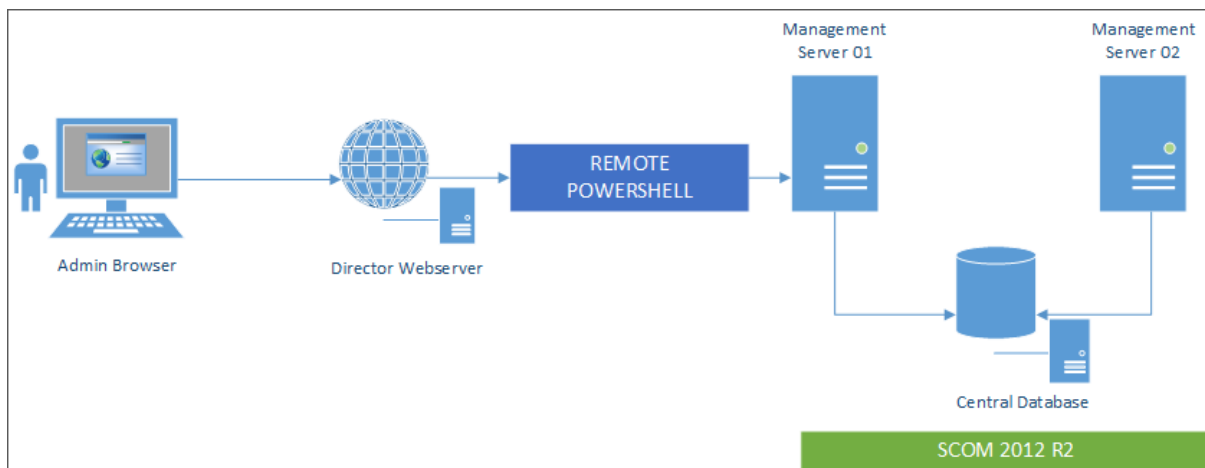 Management
Server 01
Management
Server 02
REMOTE
POWERSHELL
Admin Browser
Director Webserver
Central Database
SCOM 2012 R2